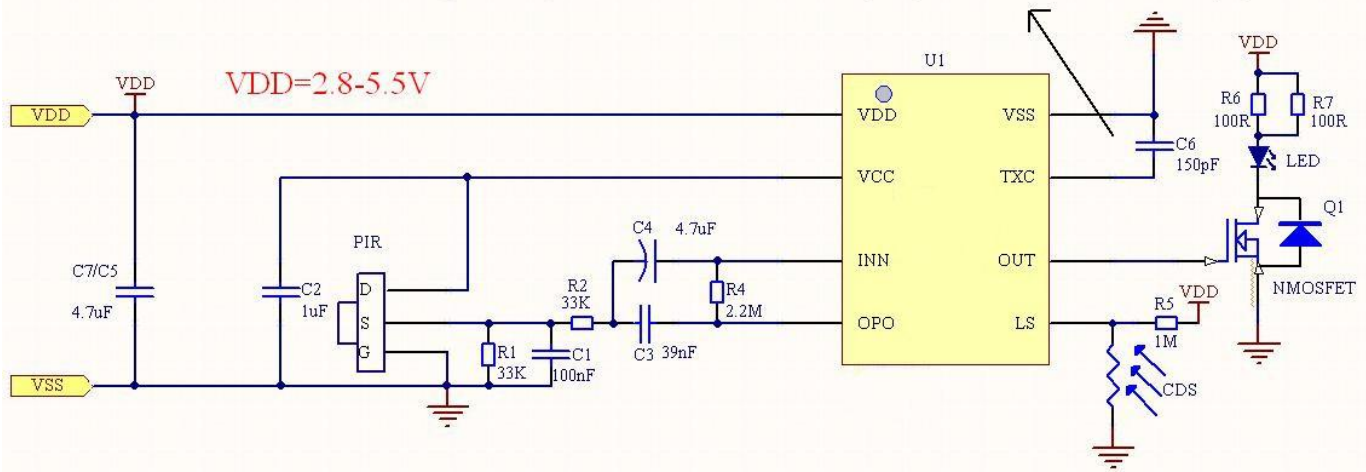 VDD=2.8-5.5V
VDD
VDD
C7/C5
4.7uF
VSS
C2
1uF
PIR
D
S
G
R1
33K
C1
100nF
R2
33K
C4
4.7uF
C3
39nF
R4
2.2M
U1
VDD
VCC
INN
OPO
VSS
TXC
OUT
LS
C6
150pF
VDD
R6
100R
R7
100R
LED
Q1
NMOSFET
R5
1M
VDD
CDS